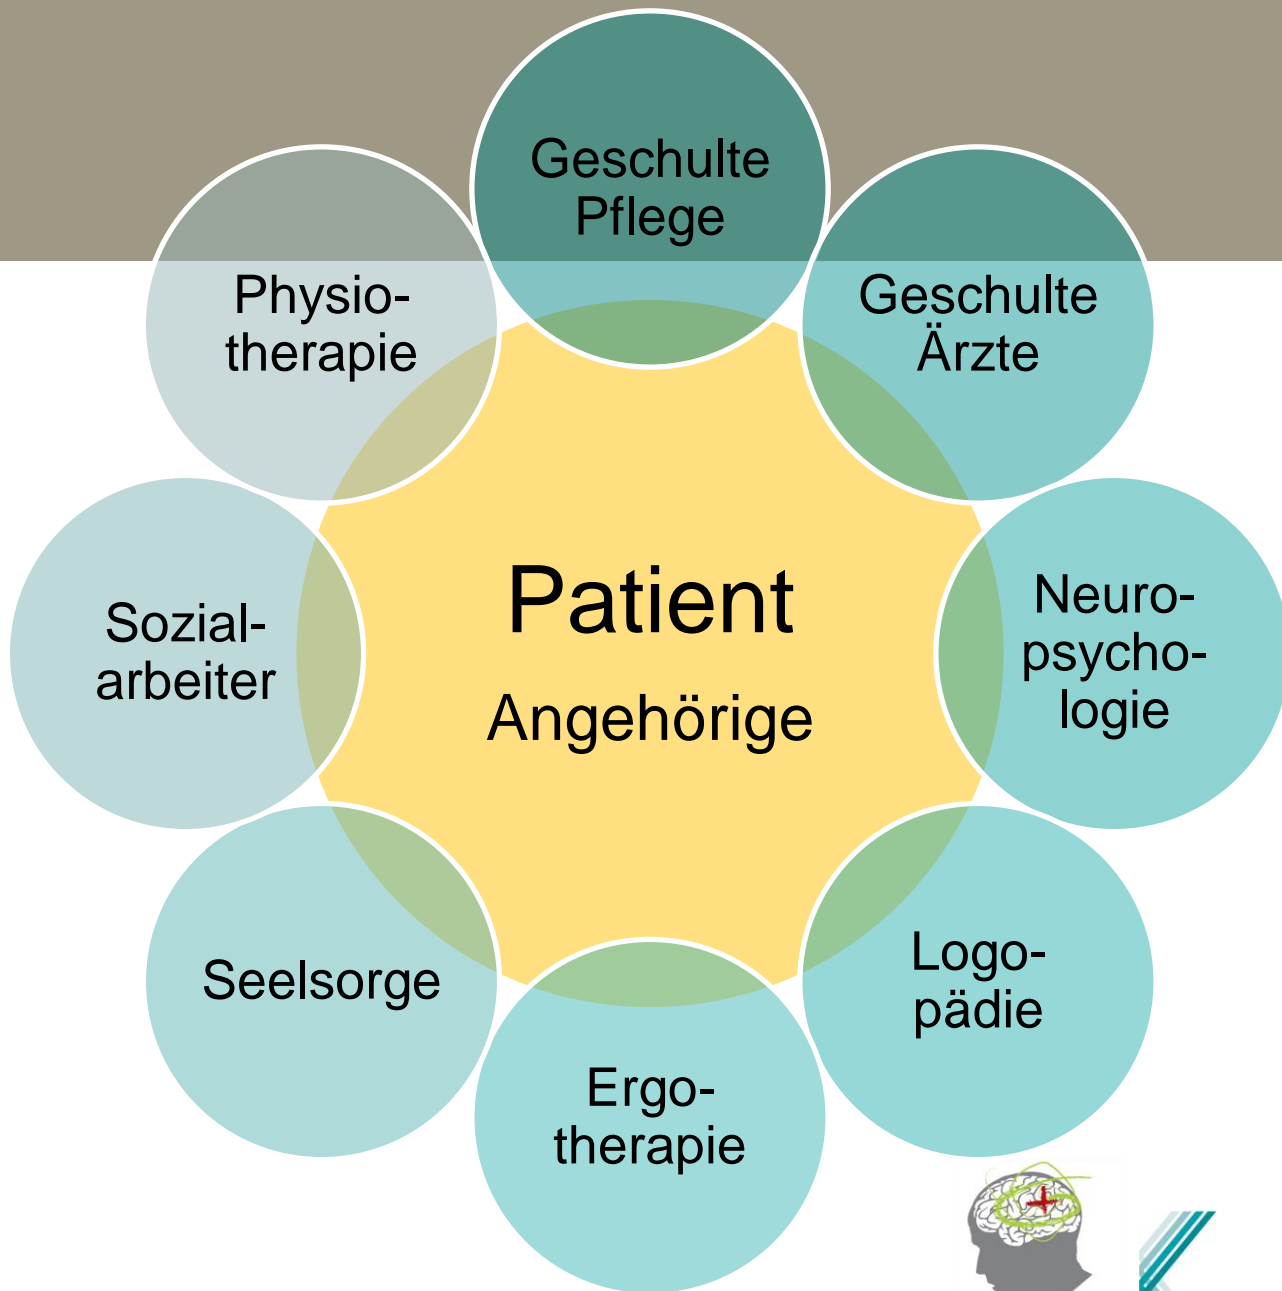 Geschulte
Pflege
Physio-
therapie
Geschulte
Ärzte
Sozial-
arbeiter
Patient
Angehörige
Neuro-
psycho-
logie
Seelsorge
Logo-
pädie
Ergo-
therapie